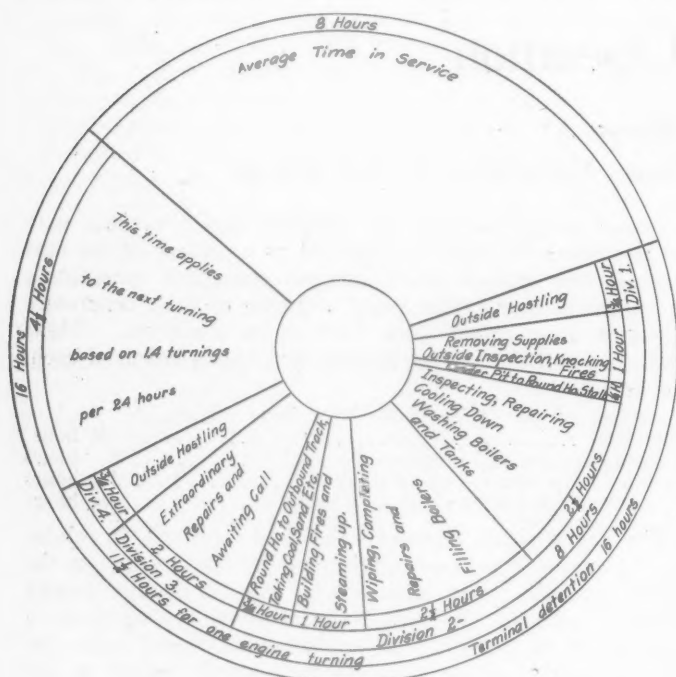 8 Hours
Average Time in Service
Outside Hostling
¾ Hour
Div. 1.
Removing Supplies
Outside Inspection, Knocking
Fires
1 Hour
Pit to Round Ho. Stall
Inspecting, Repairing
Cooling Down
Washing Boilers
and Tanks
2½ Hours
8 Hours
Terminal detention 16 hours
Filling Boilers
Repairs and
Wiping, Completing
2½ Hours
Division 2-
Steaming up.
Building Fires and
1 Hour
Taking Coal, Sand Etc.
Round Ho. to Outbound Track,
¾ Hour
Awaiting Call
Repairs and
Extraordinary
2 Hours
Division 3.
11½ Hours for one engine turning
Outside Hostling
¾ Hour
Div. 4.
This time applies
to the next turning
based on 1.4 turnings
per 24 hours
4½ Hours
16 Hours